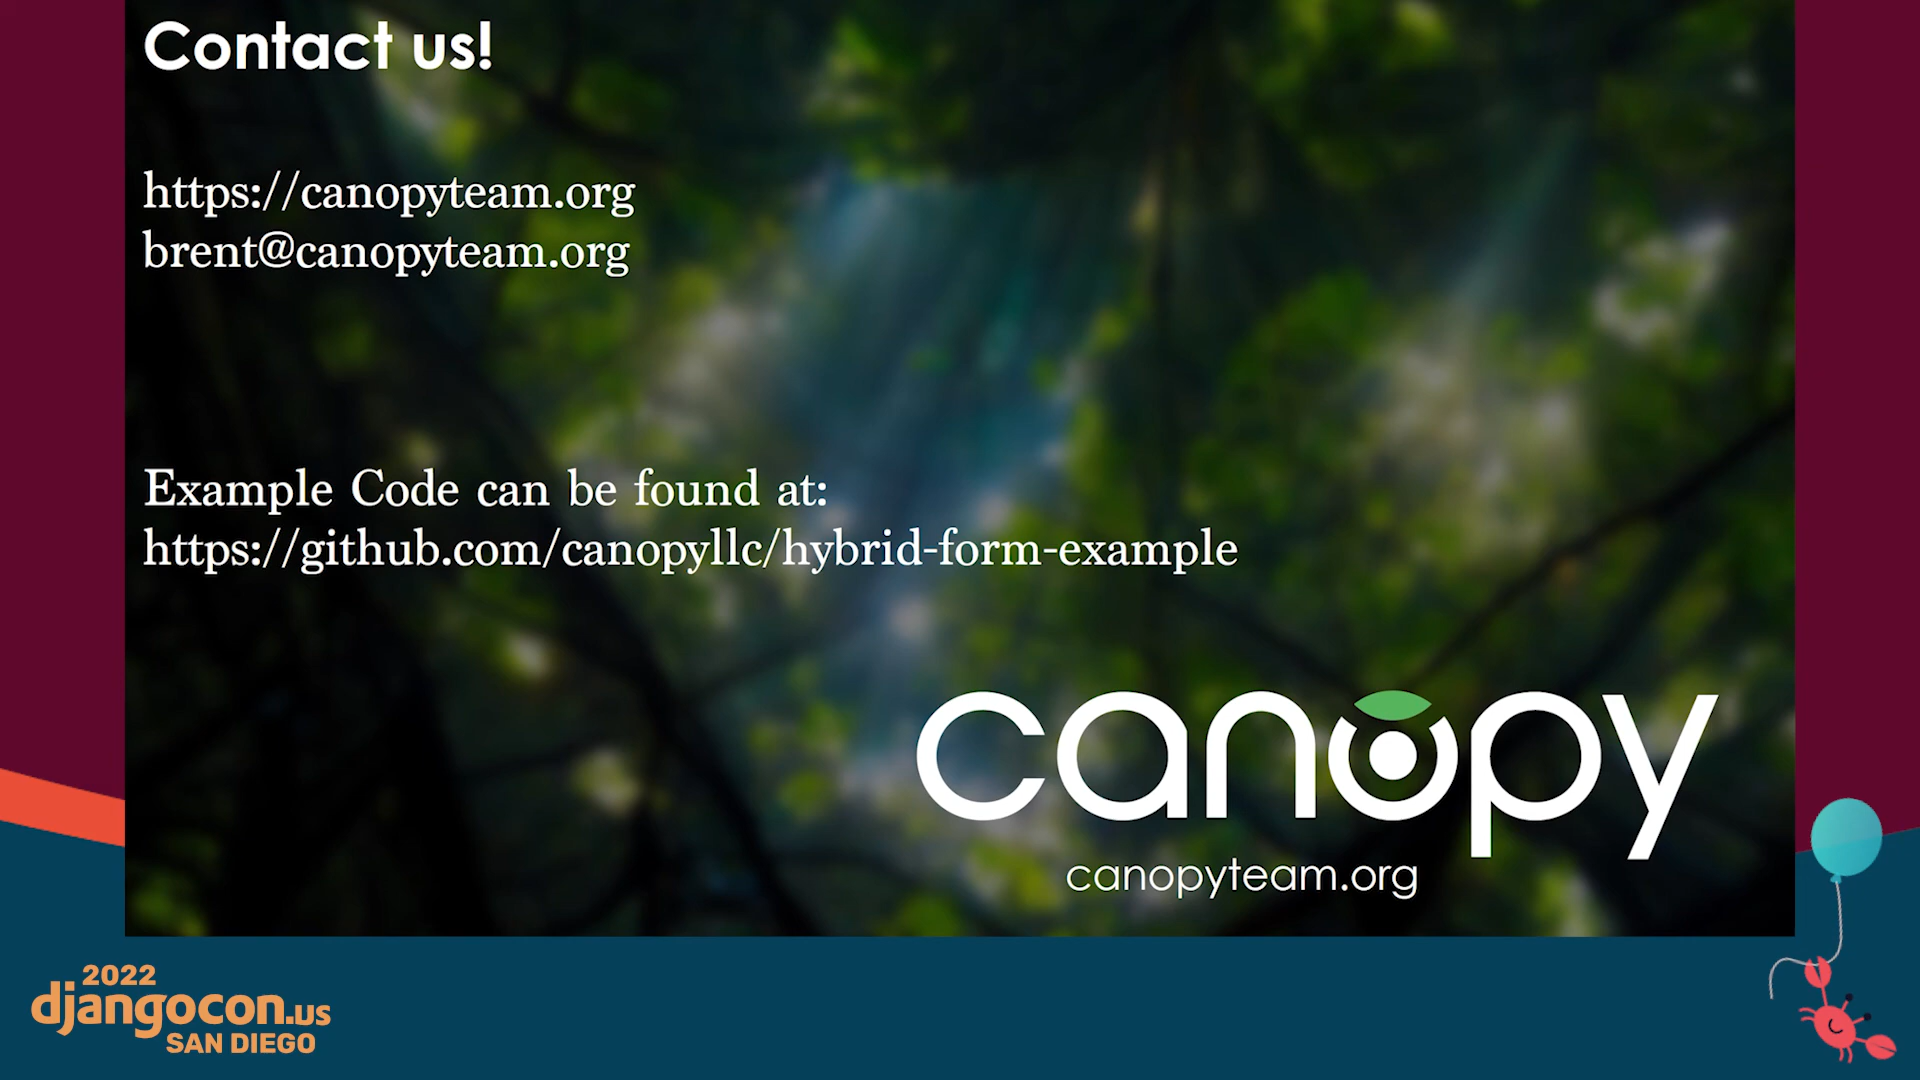 Contact us!
https://canopyteam.org
brent@canopyteam.org
Example Code can be found at:
https://github.com/canopyllc/hybrid-form-example
canopy
canopyteam.org
2022
djangocon.us
SAN DIEGO